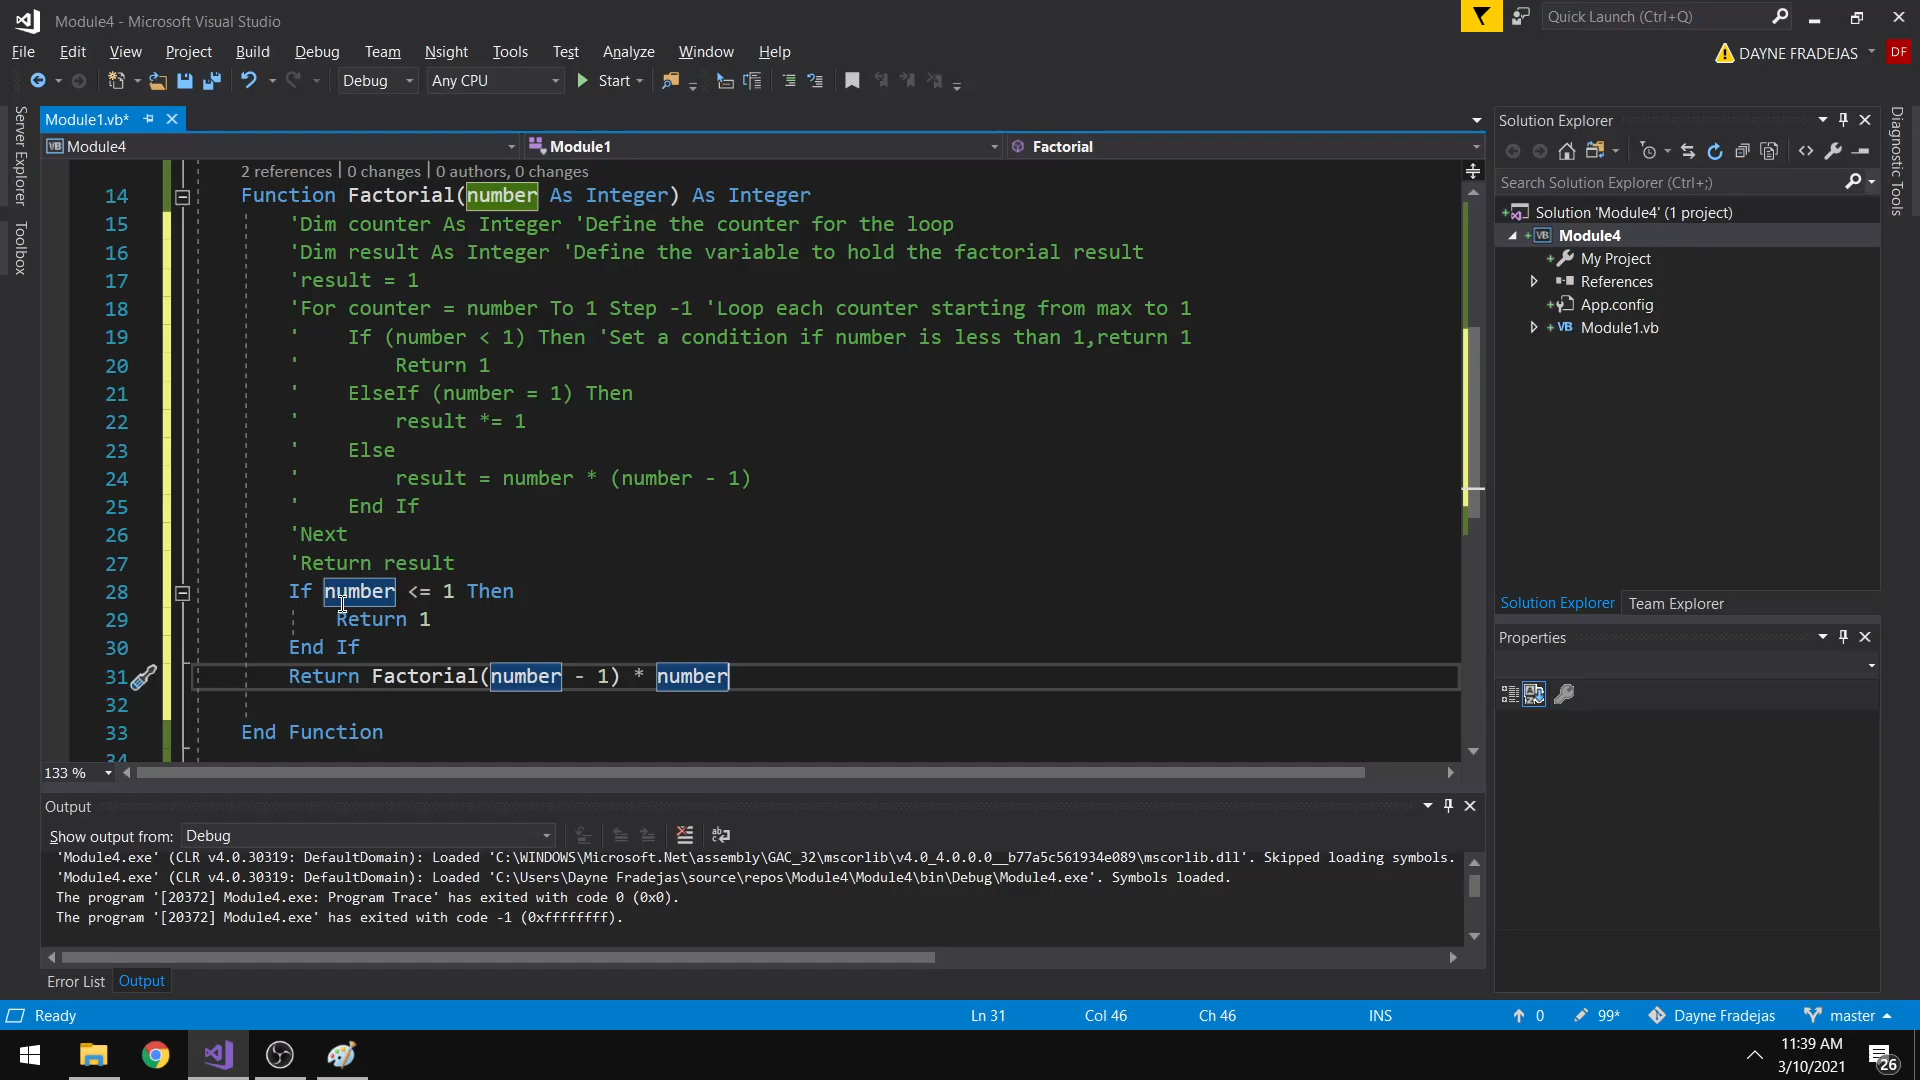 Module4 - Microsoft Visual Studio
Quick Launch (Ctrl+Q)
File Edit View Project Build Debug Team Nsight Tools Test Analyze Window Help
DAYNE FRADEJAS DF
Debug Any CPU Start
Server Explorer
Toolbox
Module1.vb*
Module4 Module1 Factorial
2 references | 0 changes | 0 authors, 0 changes
14 Function Factorial(number As Integer) As Integer
15 'Dim counter As Integer 'Define the counter for the loop
16 'Dim result As Integer 'Define the variable to hold the factorial result
17 'result = 1
18 'For counter = number To 1 Step -1 'Loop each counter starting from max to 1
19 ' If (number < 1) Then 'Set a condition if number is less than 1,return 1
20 ' Return 1
21 ' ElseIf (number = 1) Then
22 ' result *= 1
23 ' Else
24 ' result = number * (number - 1)
25 ' End If
26 'Next
27 'Return result
28 If number <= 1 Then
29 Return 1
30 End If
31 Return Factorial(number - 1) * number
32
33 End Function
34
133 %
Output
Show output from: Debug
'Module4.exe' (CLR v4.0.30319: DefaultDomain): Loaded 'C:\WINDOWS\Microsoft.Net\assembly\GAC_32\mscorlib\v4.0_4.0.0.0__b77a5c561934e089\mscorlib.dll'. Skipped loading symbols.
'Module4.exe' (CLR v4.0.30319: DefaultDomain): Loaded 'C:\Users\Dayne Fradejas\source\repos\Module4\Module4\bin\Debug\Module4.exe'. Symbols loaded.
The program '[20372] Module4.exe: Program Trace' has exited with code 0 (0x0).
The program '[20372] Module4.exe' has exited with code -1 (0xffffffff).
Error List Output
Solution Explorer
Search Solution Explorer (Ctrl+;)
Solution 'Module4' (1 project)
VB Module4
My Project
References
App.config
VB Module1.vb
Solution Explorer Team Explorer
Properties
Diagnostic Tools
Ready Ln 31 Col 46 Ch 46 INS 0 99* Dayne Fradejas master
11:39 AM
3/10/2021
26